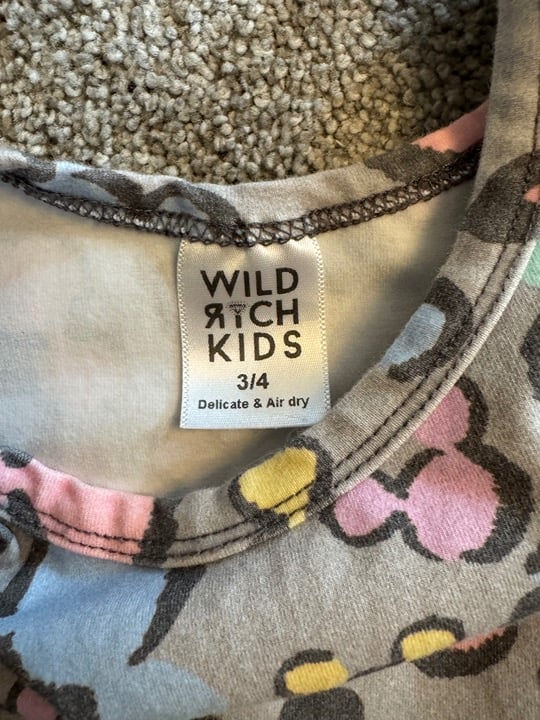 WILD
RICH
KIDS
3/4
Delicate & Air dry